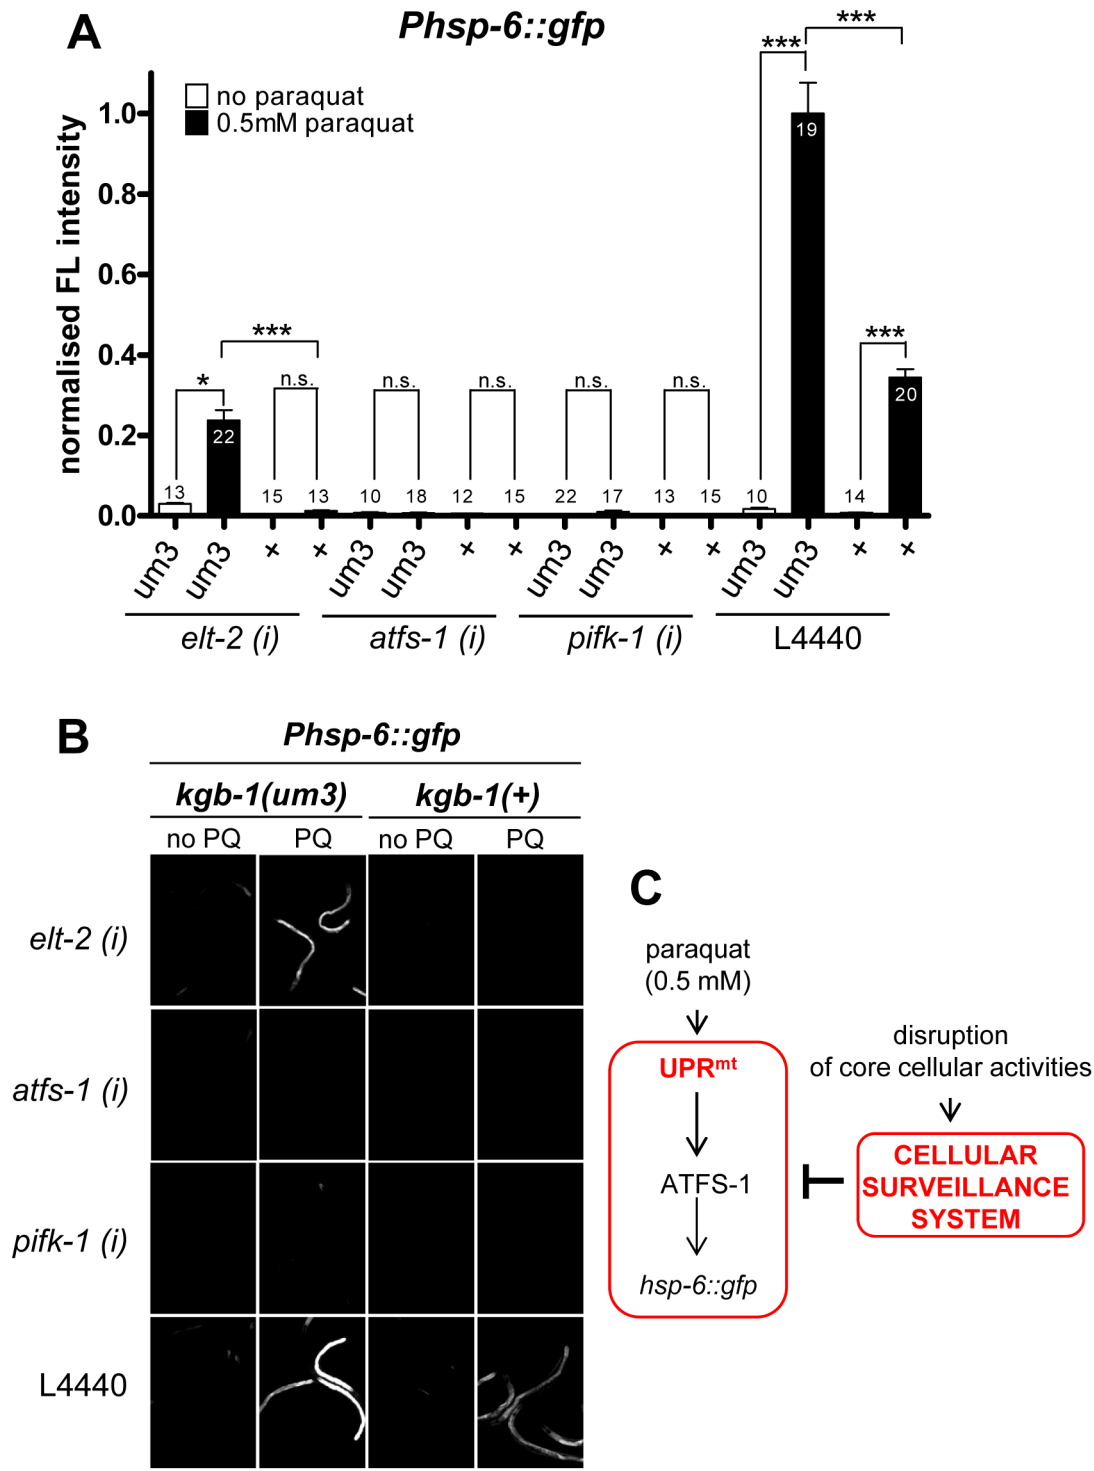 A
Phsp-6::gfp
no paraquat
0.5mM paraquat
normalised FL intensity
1.0
0.8
0.6
0.4
0.2
0.0
*** ***
***
* *** n.s. n.s. n.s. n.s. n.s.
13 22 15 13 10 18 12 15 22 17 13 15 10 19 14 20
um3 um3 + + um3 um3 + + um3 um3 + + um3 um3 + +
elt-2 (i) atfs-1 (i) pifk-1 (i) L4440
B
Phsp-6::gfp
kgb-1(um3) kgb-1(+)
no PQ PQ no PQ PQ
elt-2 (i)
atfs-1 (i)
pifk-1 (i)
L4440
C
paraquat
(0.5 mM)
UPRmt
ATFS-1
hsp-6::gfp
disruption
of core cellular activities
CELLULAR
SURVEILLANCE
SYSTEM